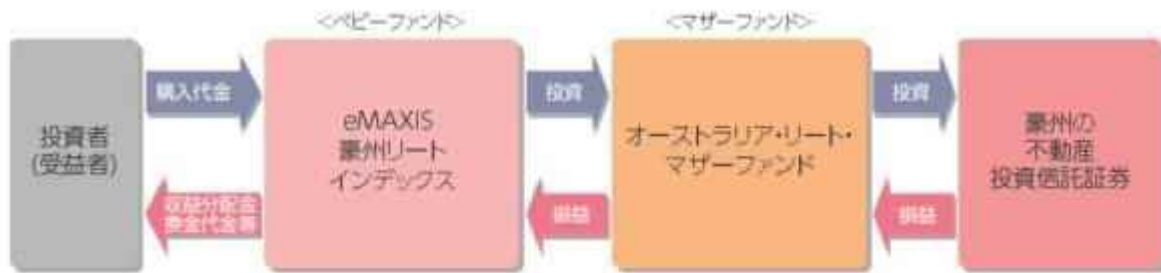 ＜ベビーファンド＞
＜マザーファンド＞
投資者
(受益者)
購入代金
収益分配金
換金代金等
eMAXIS
豪州リート
インデックス
投資
損益
オーストラリア・リート・
マザーファンド
投資
損益
豪州の
不動産
投資信託証券